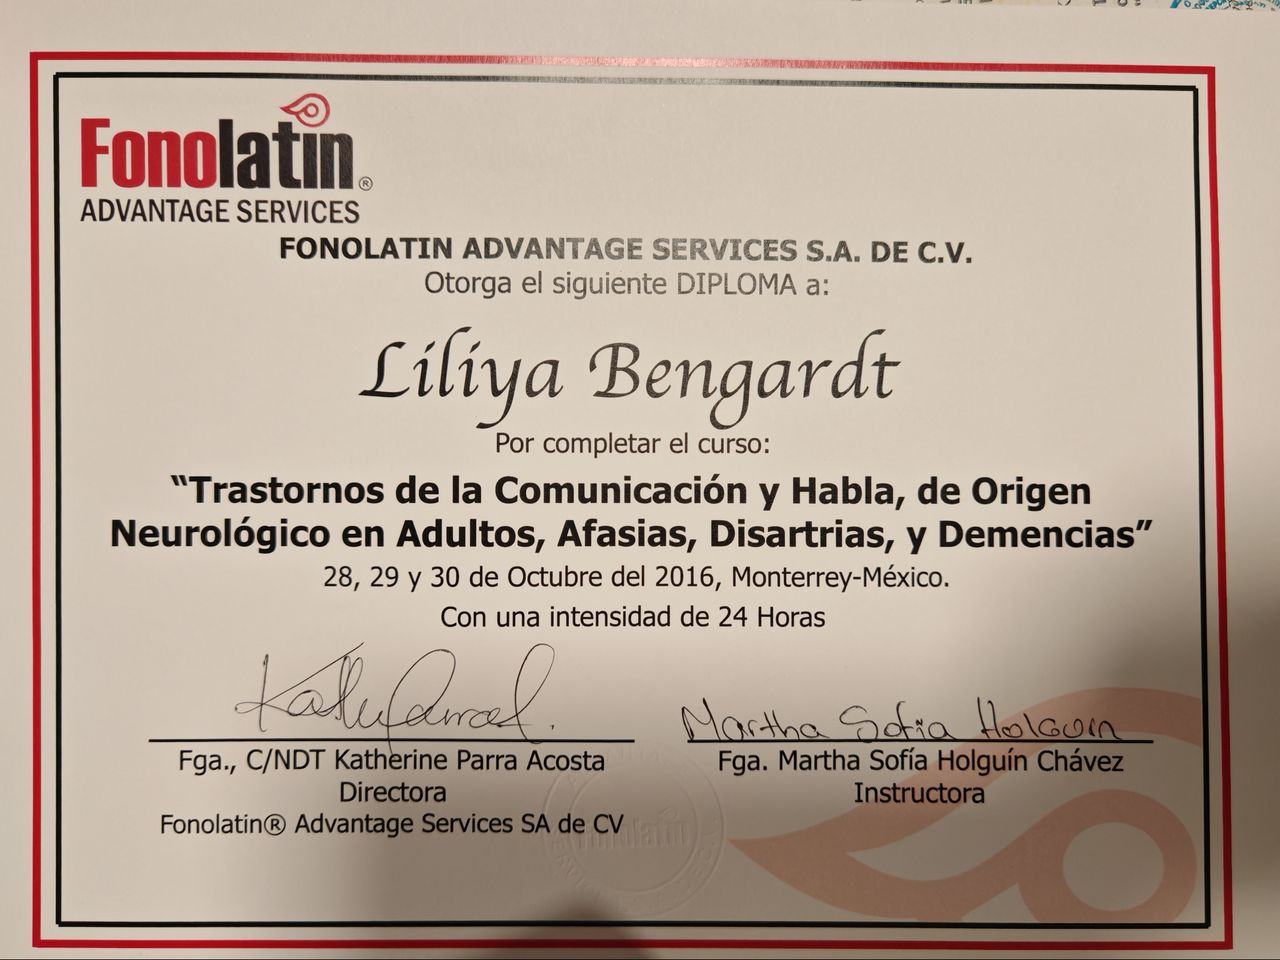 Fonolatin®
ADVANTAGE SERVICES
FONOLATIN ADVANTAGE SERVICES S.A. DE C.V.
Otorga el siguiente DIPLOMA a:
Liliya Bengardt
Por completar el curso:
“Trastornos de la Comunicación y Habla, de Origen
Neurológico en Adultos, Afasias, Disartrias, y Demencias”
28, 29 y 30 de Octubre del 2016, Monterrey-México.
Con una intensidad de 24 Horas
Martha Sofía Holguín
Fga., C/NDT Katherine Parra Acosta
Directora
Fonolatin® Advantage Services SA de CV
Fga. Martha Sofía Holguín Chávez
Instructora
Fonolatin